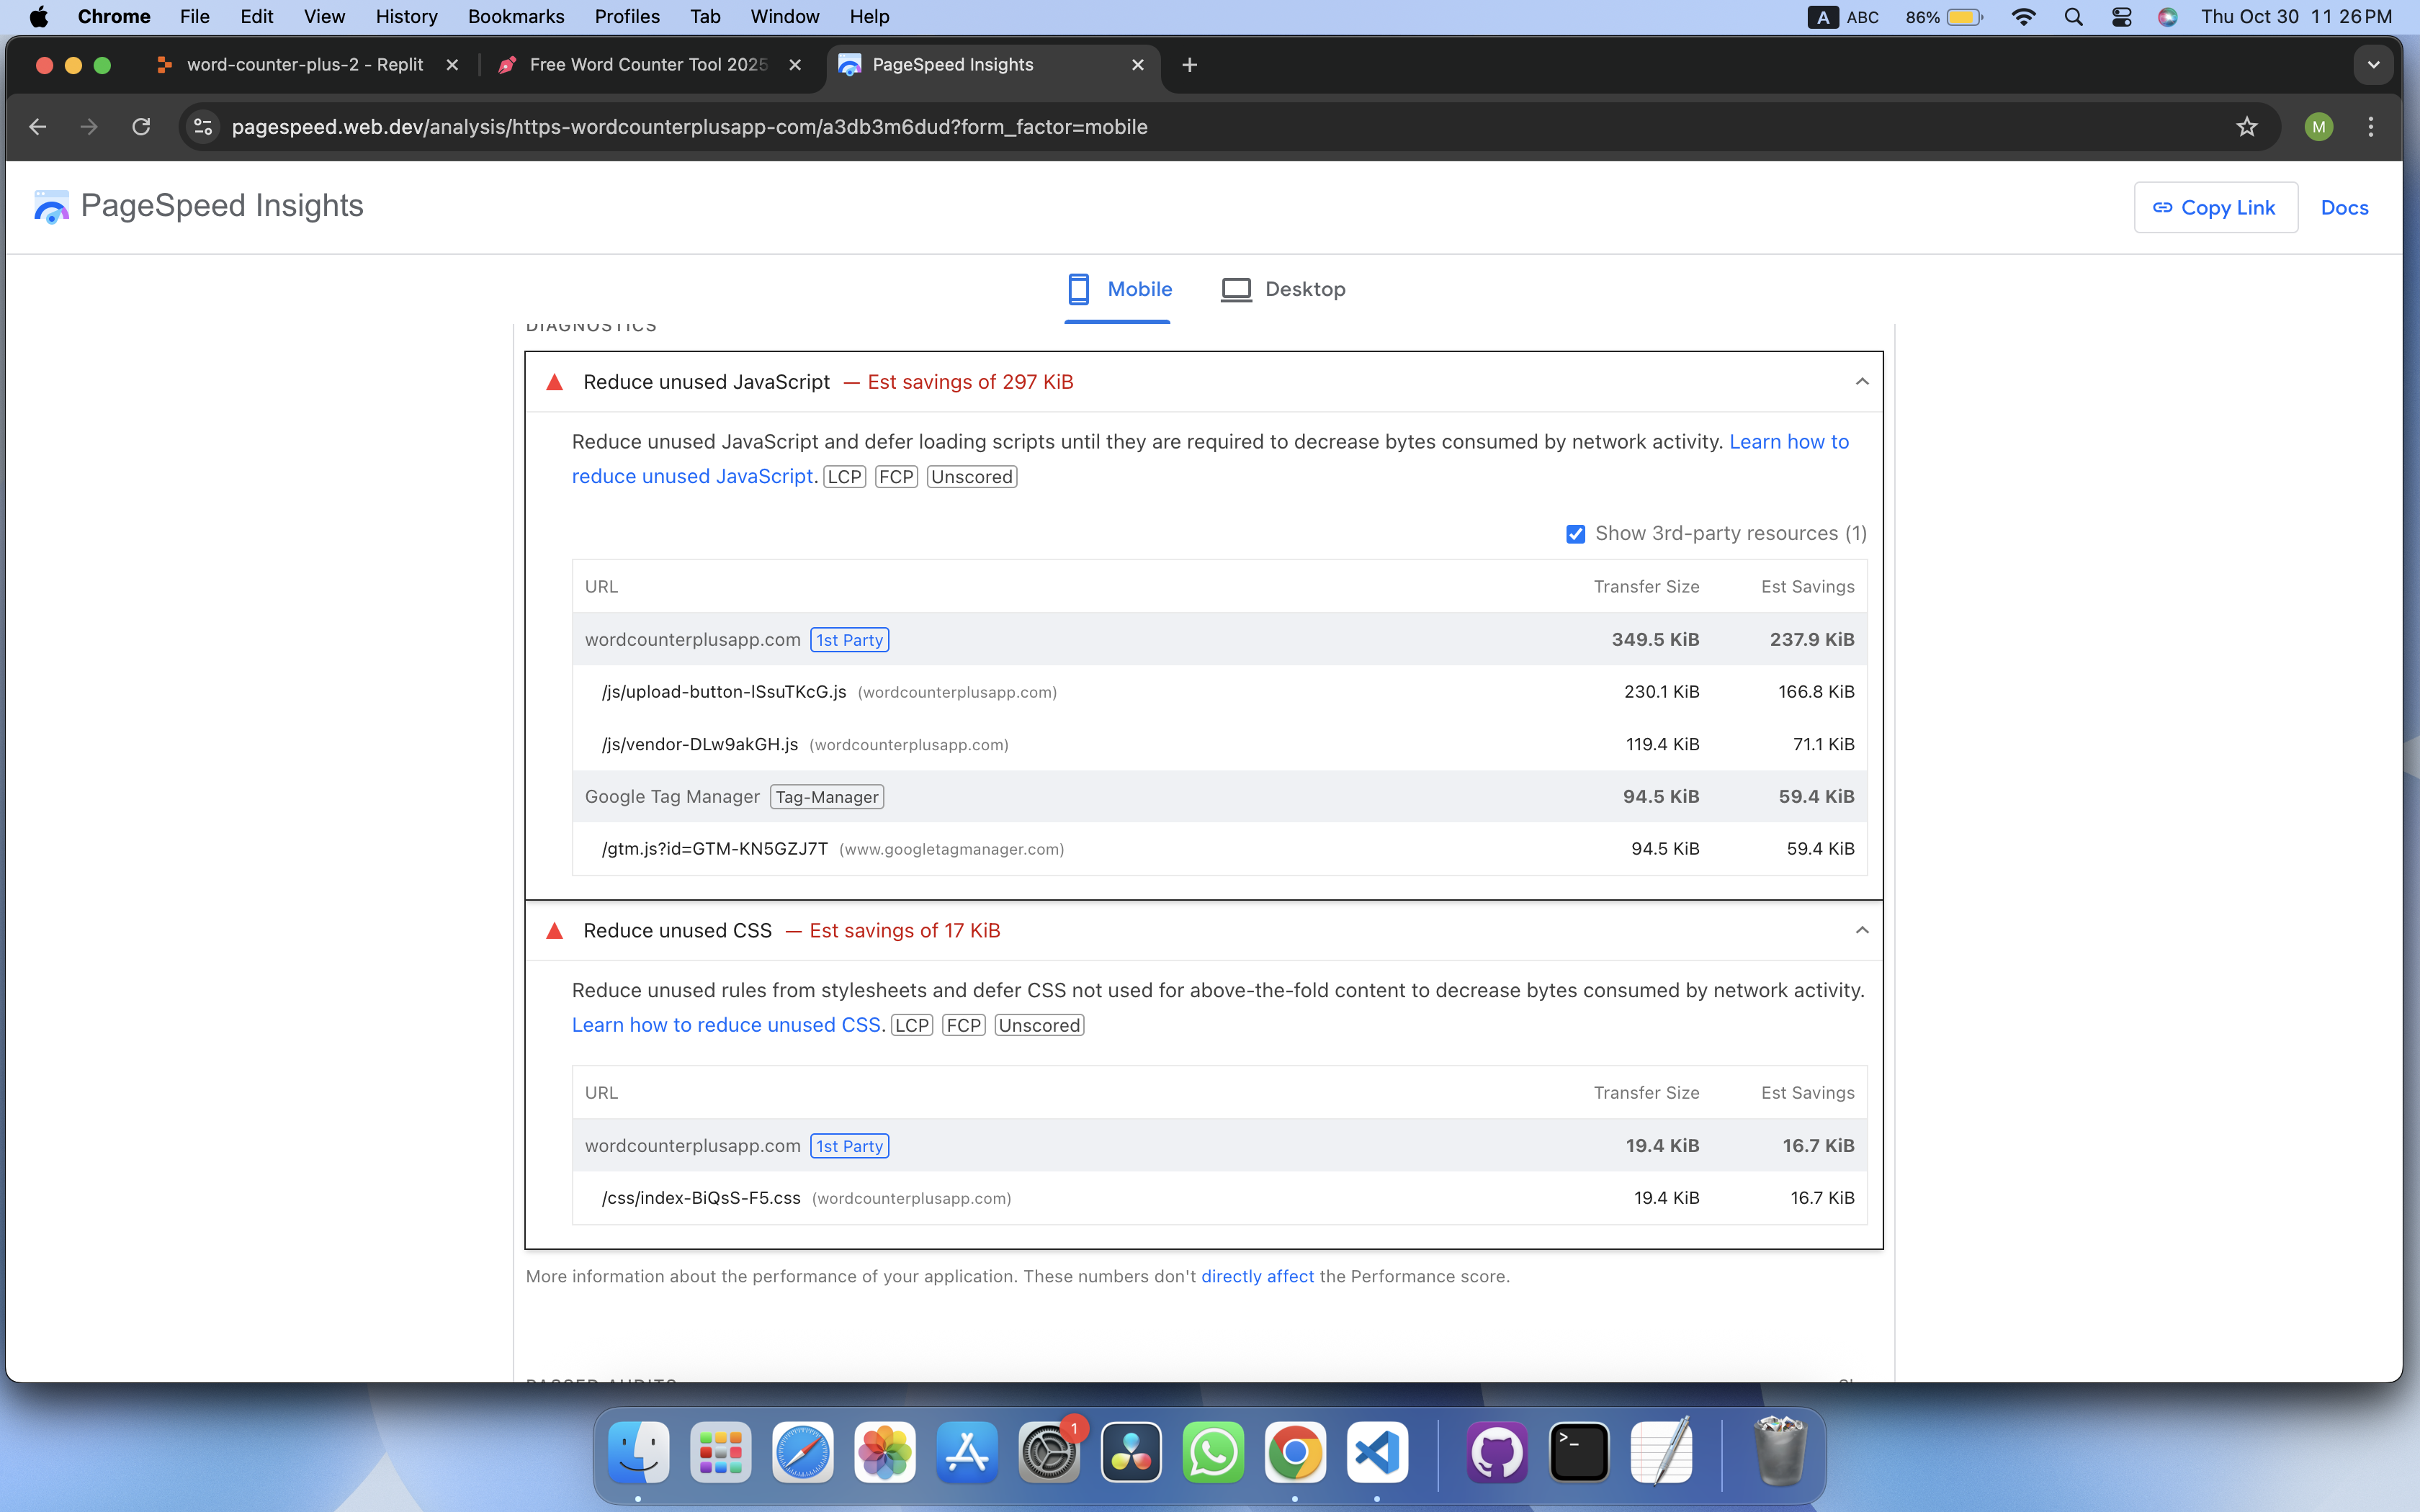 Chrome File Edit View History Bookmarks Profiles Tab Window Help A ABC 86% Thu Oct 30 11 26 PM
word-counter-plus-2 - Replit Free Word Counter Tool 2025 PageSpeed Insights
pagespeed.web.dev/analysis/https-wordcounterplusapp-com/a3db3m6dud?form_factor=mobile M
PageSpeed Insights Copy Link Docs
Mobile Desktop
DIAGNOSTICS
Reduce unused JavaScript — Est savings of 297 KiB
Reduce unused JavaScript and defer loading scripts until they are required to decrease bytes consumed by network activity. Learn how to
reduce unused JavaScript. LCP FCP Unscored
Show 3rd-party resources (1)
URL Transfer Size Est Savings
wordcounterplusapp.com 1st Party 349.5 KiB 237.9 KiB
/js/upload-button-lSsuTKcG.js (wordcounterplusapp.com) 230.1 KiB 166.8 KiB
/js/vendor-DLw9akGH.js (wordcounterplusapp.com) 119.4 KiB 71.1 KiB
Google Tag Manager Tag-Manager 94.5 KiB 59.4 KiB
/gtm.js?id=GTM-KN5GZJ7T (www.googletagmanager.com) 94.5 KiB 59.4 KiB
Reduce unused CSS — Est savings of 17 KiB
Reduce unused rules from stylesheets and defer CSS not used for above-the-fold content to decrease bytes consumed by network activity.
Learn how to reduce unused CSS. LCP FCP Unscored
URL Transfer Size Est Savings
wordcounterplusapp.com 1st Party 19.4 KiB 16.7 KiB
/css/index-BiQsS-F5.css (wordcounterplusapp.com) 19.4 KiB 16.7 KiB
More information about the performance of your application. These numbers don't directly affect the Performance score.
PASSED AUDITS
1